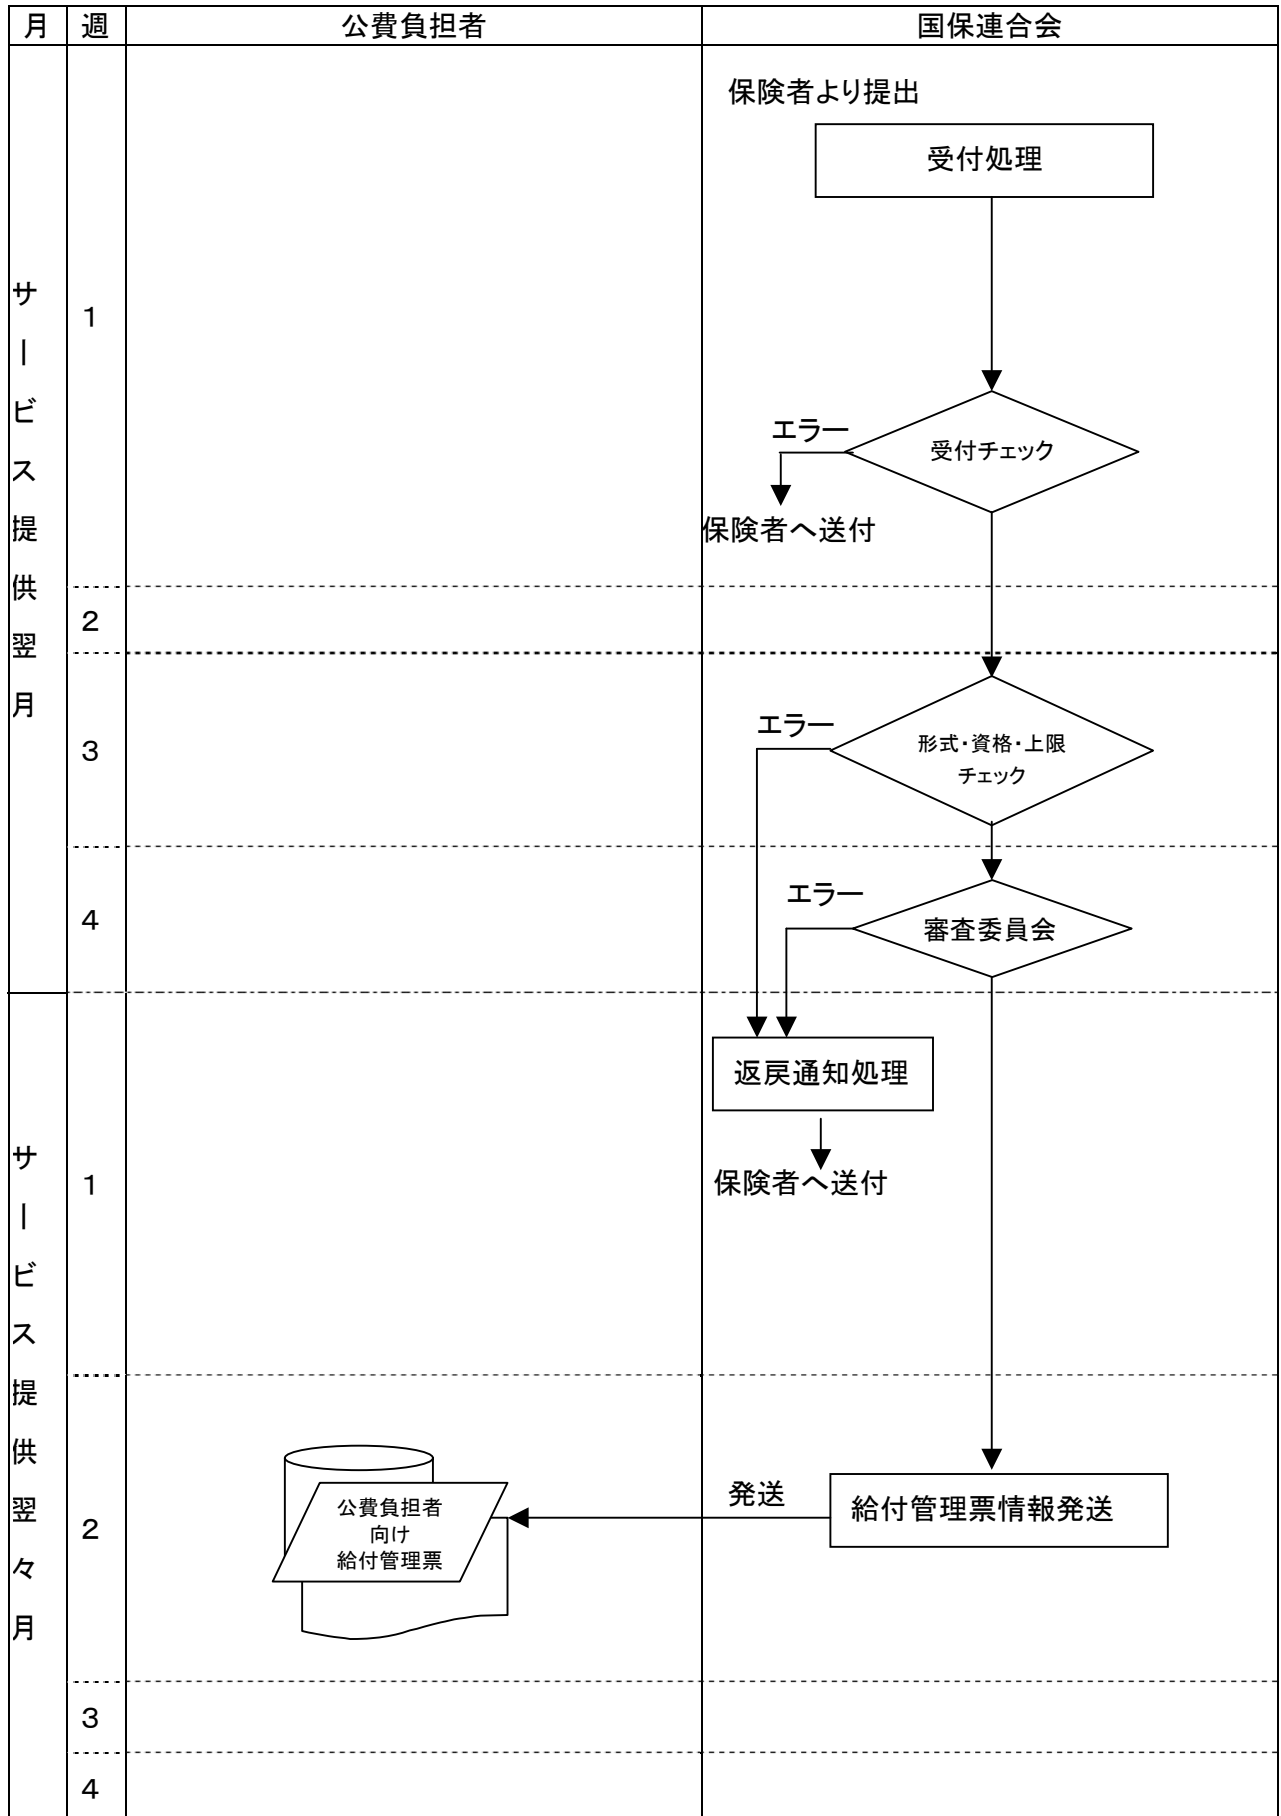 月 週 公費負担者 国保連合会
保険者より提出
受付処理
サービス提供翌月
1
エラー
受付チェック
保険者へ送付
2
3
エラー
形式・資格・上限
チェック
4
エラー
審査委員会
サービス提供翌々月
返戻通知処理
1
保険者へ送付
2
公費負担者
向け
給付管理票
発送
給付管理票情報発送
3
4